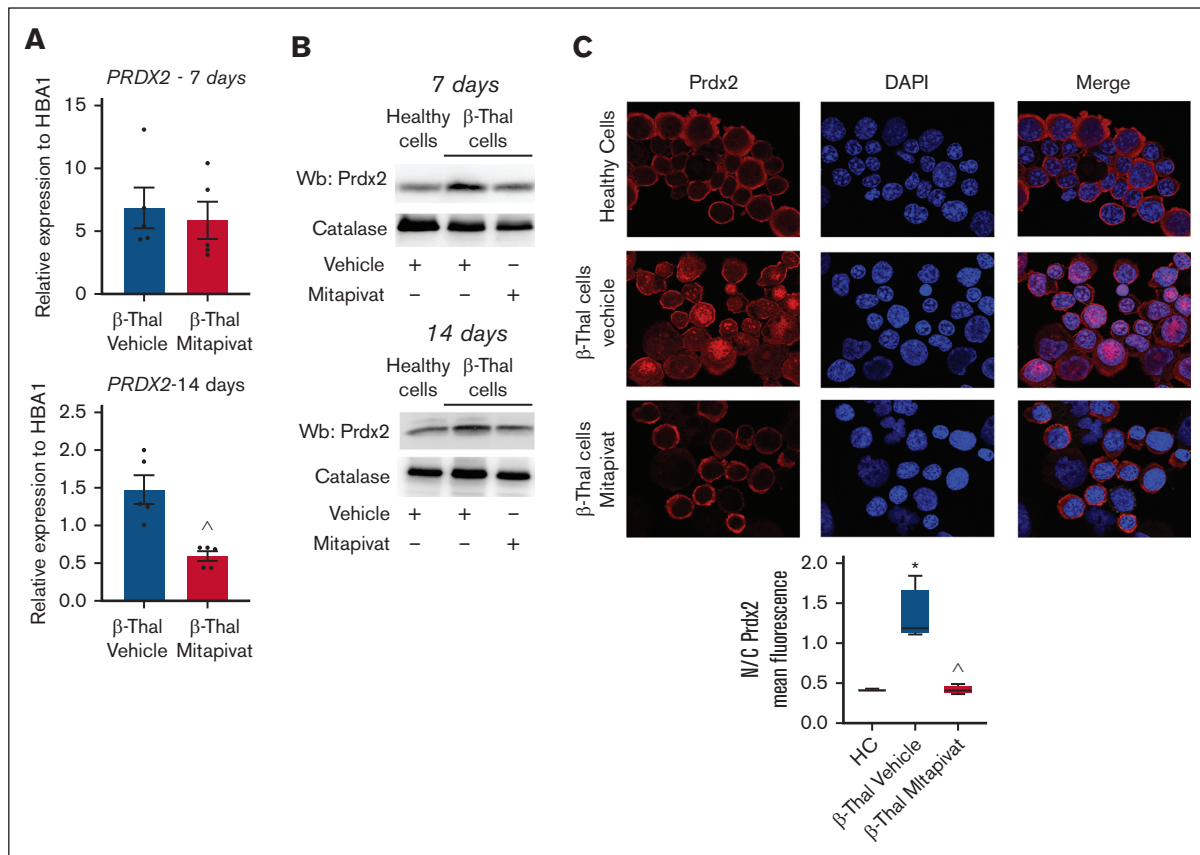 A
PRDX2 - 7 days
Relative expression to HBA1
15
10
5
0
β-Thal
Vehicle
β-Thal
Mitapivat
PRDX2-14 days
Relative expression to HBA1
2.5
2.0
1.5
1.0
0.5
0.0
^
β-Thal
Vehicle
β-Thal
Mitapivat
B
7 days
Healthy
cells
β-Thal
cells
Wb: Prdx2
Catalase
Vehicle + + –
Mitapivat – – +
14 days
Healthy
cells
β-Thal
cells
Wb: Prdx2
Catalase
Vehicle + + –
Mitapivat – – +
C
Prdx2 DAPI Merge
Healthy Cells
β-Thal cells
vechicle
β-Thal cells
Mitapivat
N/C Prdx2
mean fluorescence
2.0
1.5
1.0
0.5
0.0
*
^
HC
β-Thal Vehicle
β-Thal MItapivat